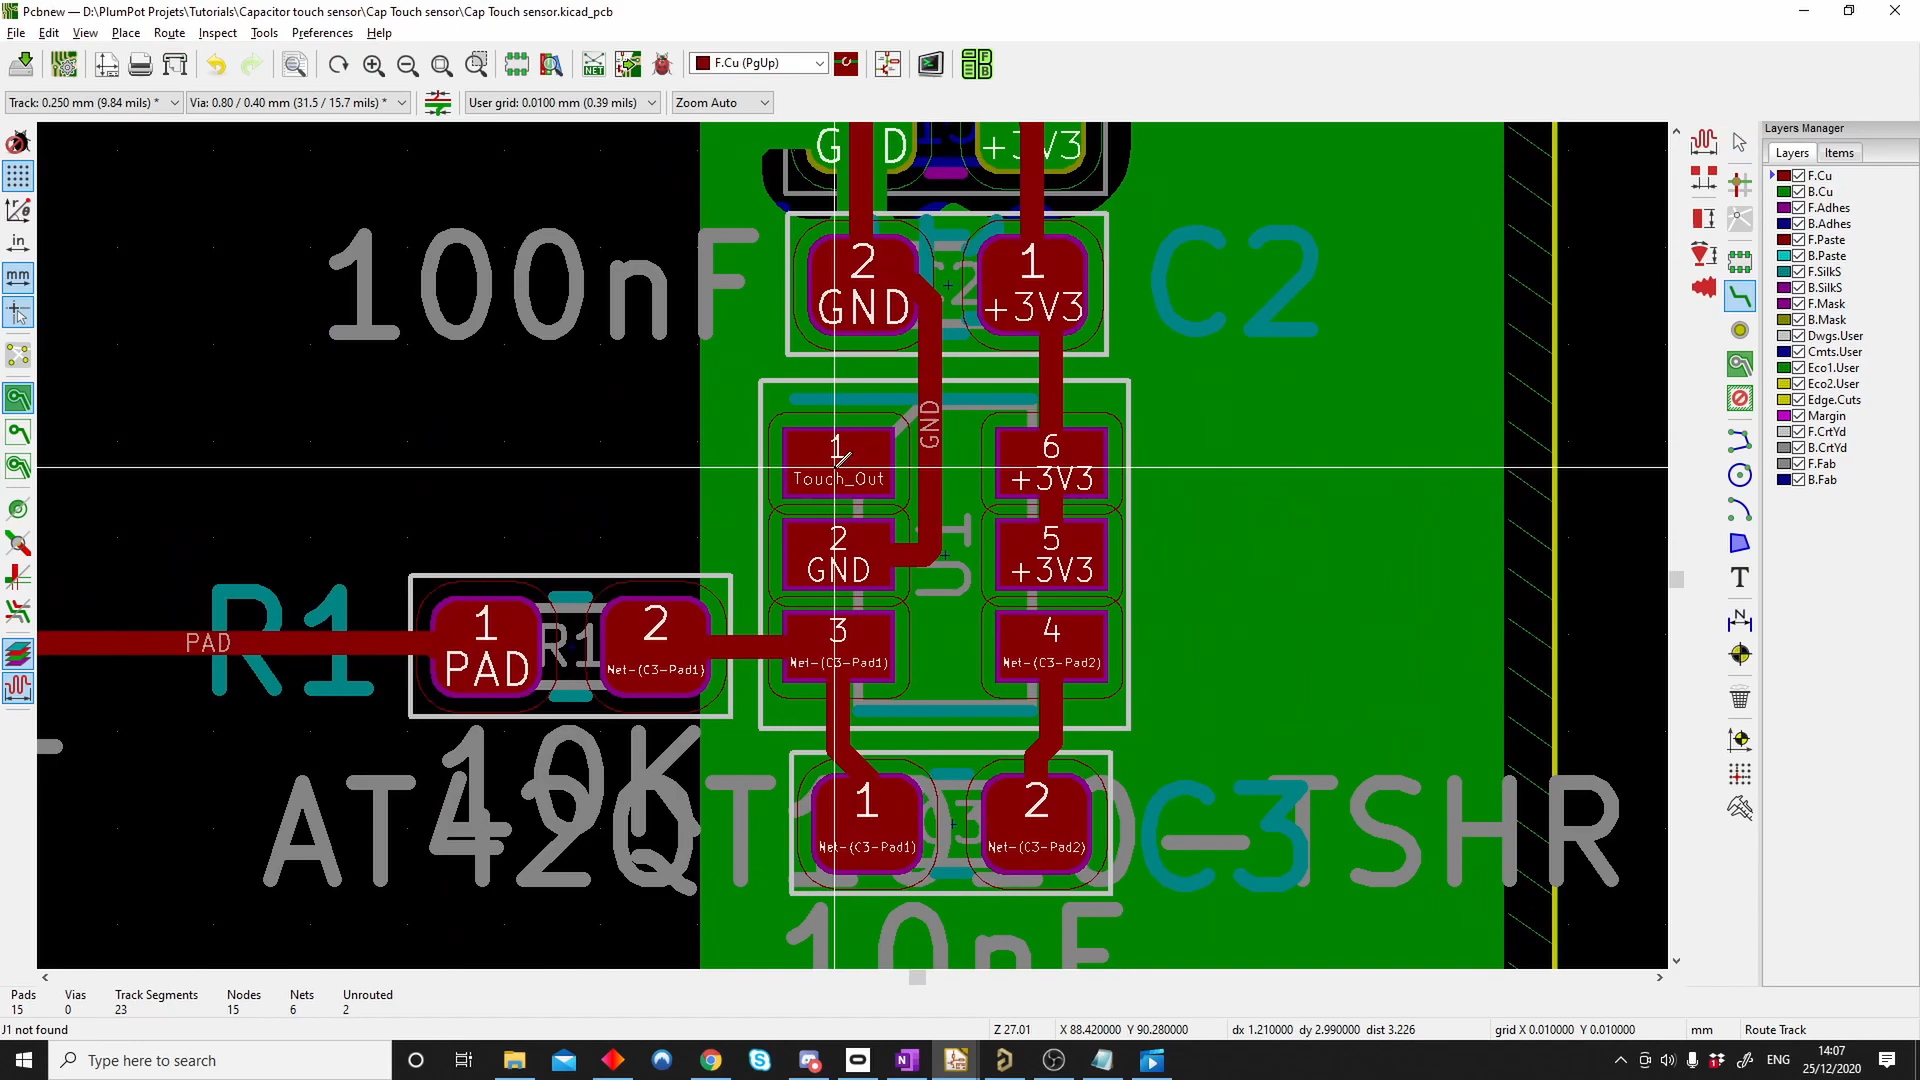 Pcbnew — D:\PlumPot Projets\Tutorials\Capacitor touch sensor\Cap Touch sensor\Cap Touch sensor.kicad_pcb
File Edit View Place Route Inspect Tools Preferences Help
NET
F.Cu (PgUp)
Track: 0.250 mm (9.84 mils) *
Via: 0.80 / 0.40 mm (31.5 / 15.7 mils) *
User grid: 0.0100 mm (0.39 mils)
Zoom Auto
in
mm
G D
+3V3
100nF
2
GND
1
+3V3
C2
1
Touch_Out
GND
6
+3V3
2
GND
U1
5
+3V3
R1
PAD
1
PAD
R1
2
Net-(C3-Pad1)
3
Net-(C3-Pad1)
4
Net-(C3-Pad2)
10K
AT42QT1010-TSHR
1
Net-(C3-Pad1)
C3
2
Net-(C3-Pad2)
C3
10nF
Layers Manager
Layers Items
F.Cu
B.Cu
F.Adhes
B.Adhes
F.Paste
B.Paste
F.SilkS
B.SilkS
F.Mask
B.Mask
Dwgs.User
Cmts.User
Eco1.User
Eco2.User
Edge.Cuts
Margin
F.CrtYd
B.CrtYd
F.Fab
B.Fab
Pads Vias Track Segments Nodes Nets Unrouted
15 0 23 15 6 2
J1 not found
Z 27.01
X 88.420000 Y 90.280000
dx 1.210000 dy 2.990000 dist 3.226
grid X 0.010000 Y 0.010000
mm
Route Track
Type here to search
ENG
14:07
25/12/2020